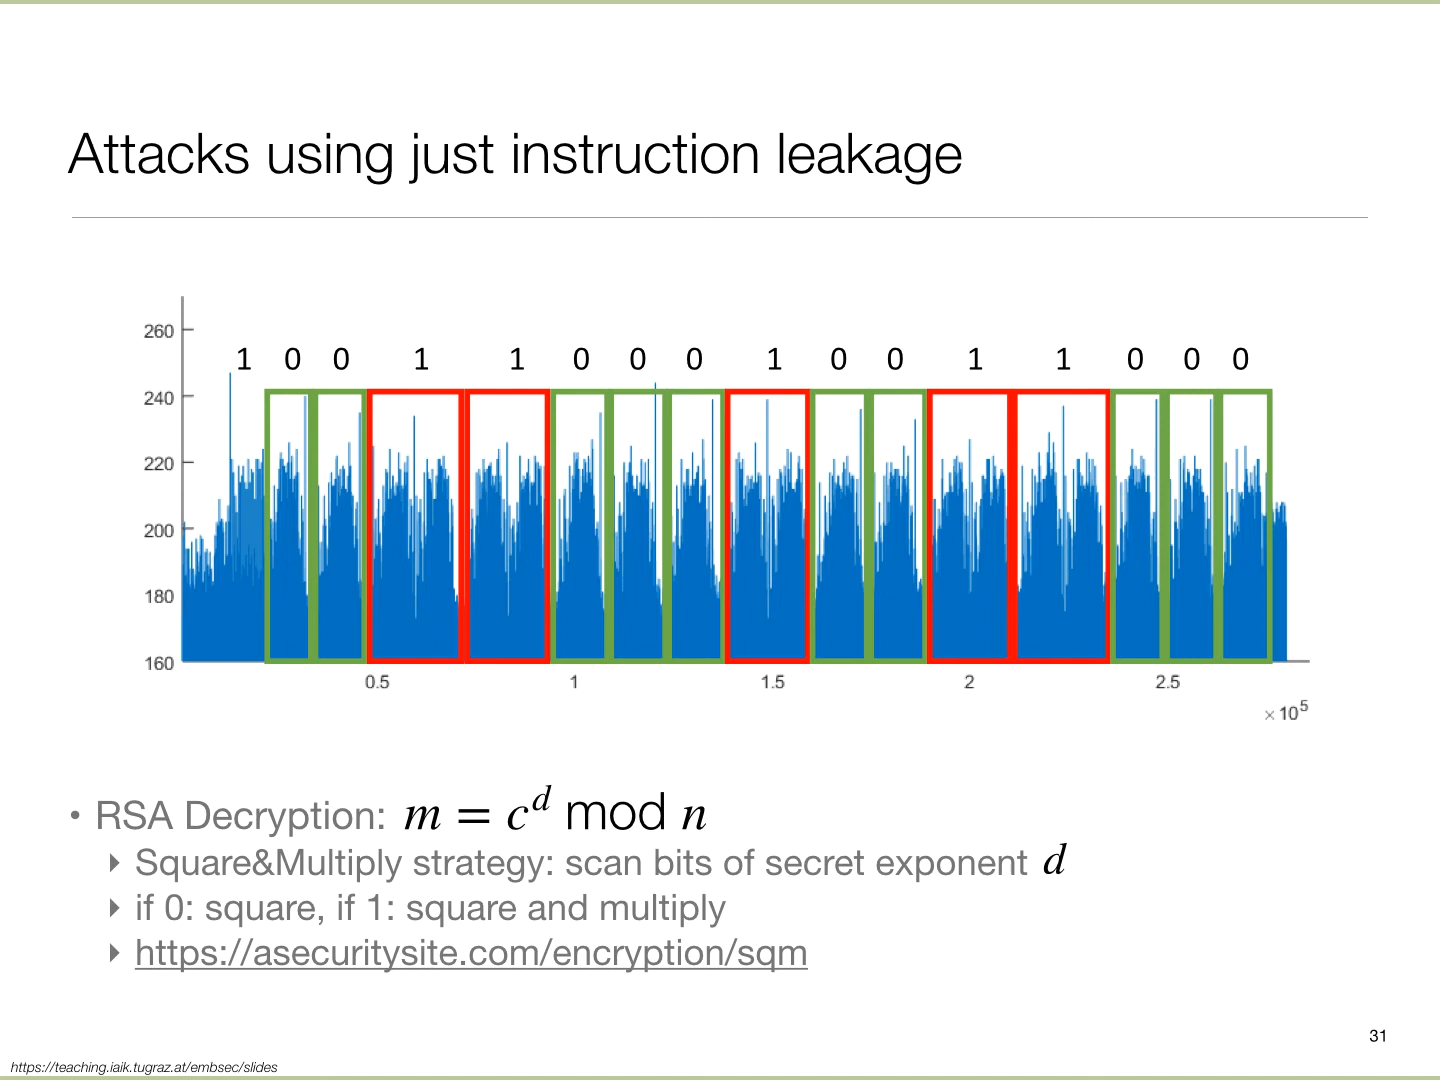 Attacks using just instruction leakage
260
1 0 0 1 1 0 0 0 1 0 0 1 1 0 0 0
240
220
200
180
160
0.5 1 1.5 2 2.5
×10⁵
• RSA Decryption: m = c^d mod n
‣ Square&Multiply strategy: scan bits of secret exponent d
‣ if 0: square, if 1: square and multiply
‣ https://asecuritysite.com/encryption/sqm
31
https://teaching.iaik.tugraz.at/embsec/slides